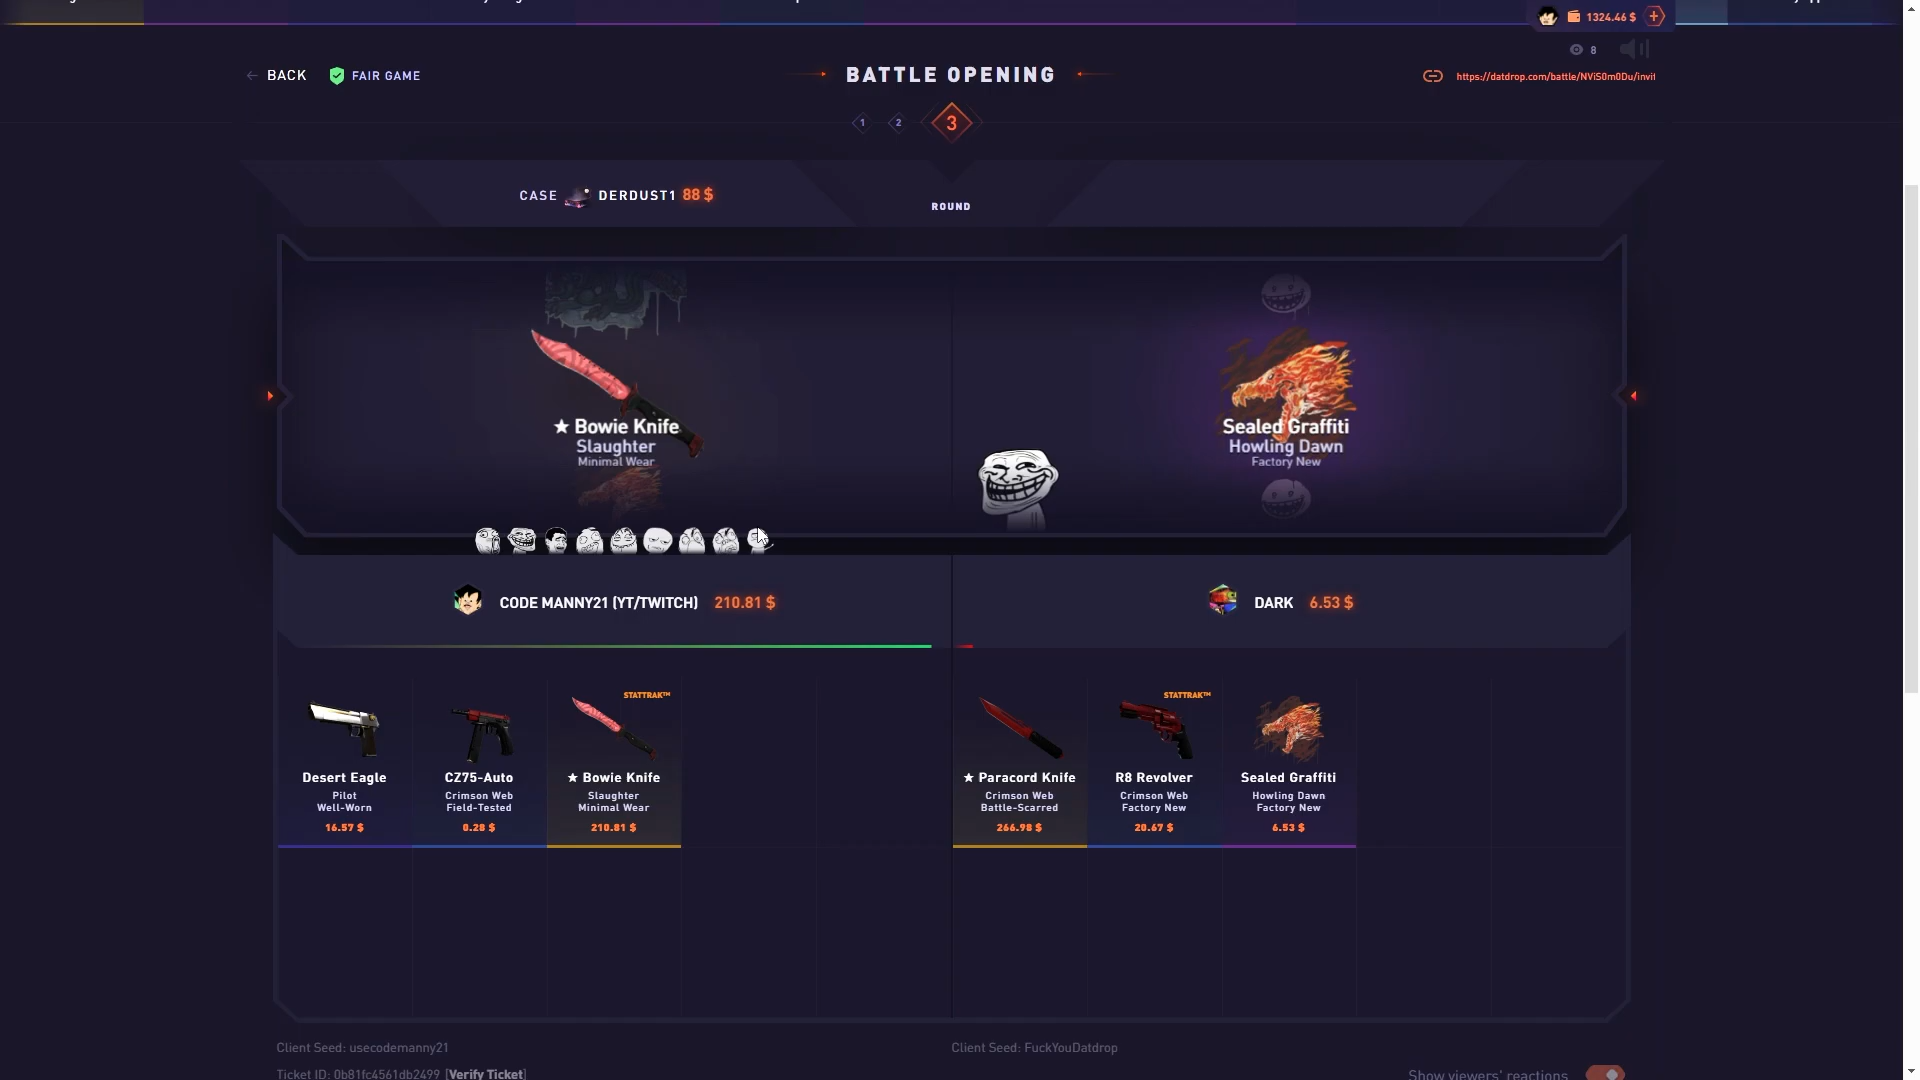 1324.46 $
8
BACK
FAIR GAME
BATTLE OPENING
https://datdrop.com/battle/NViS0m0Du/invit
1
2
3
CASE DERDUST1 88 $
ROUND
★ Bowie Knife
Slaughter
Minimal Wear
Sealed Graffiti
Howling Dawn
Factory New
CODE MANNY21 (YT/TWITCH) 210.81 $
DARK 6.53 $
Desert Eagle
Pilot
Well-Worn
16.57 $
CZ75-Auto
Crimson Web
Field-Tested
0.28 $
STATTRAK™
★ Bowie Knife
Slaughter
Minimal Wear
210.81 $
★ Paracord Knife
Crimson Web
Battle-Scarred
266.98 $
STATTRAK™
R8 Revolver
Crimson Web
Factory New
20.67 $
Sealed Graffiti
Howling Dawn
Factory New
6.53 $
Client Seed: usecodemanny21
Client Seed: FuckYouDatdrop
Ticket ID: 0b81fc4561db2499 [Verify Ticket]
Show viewers' reactions